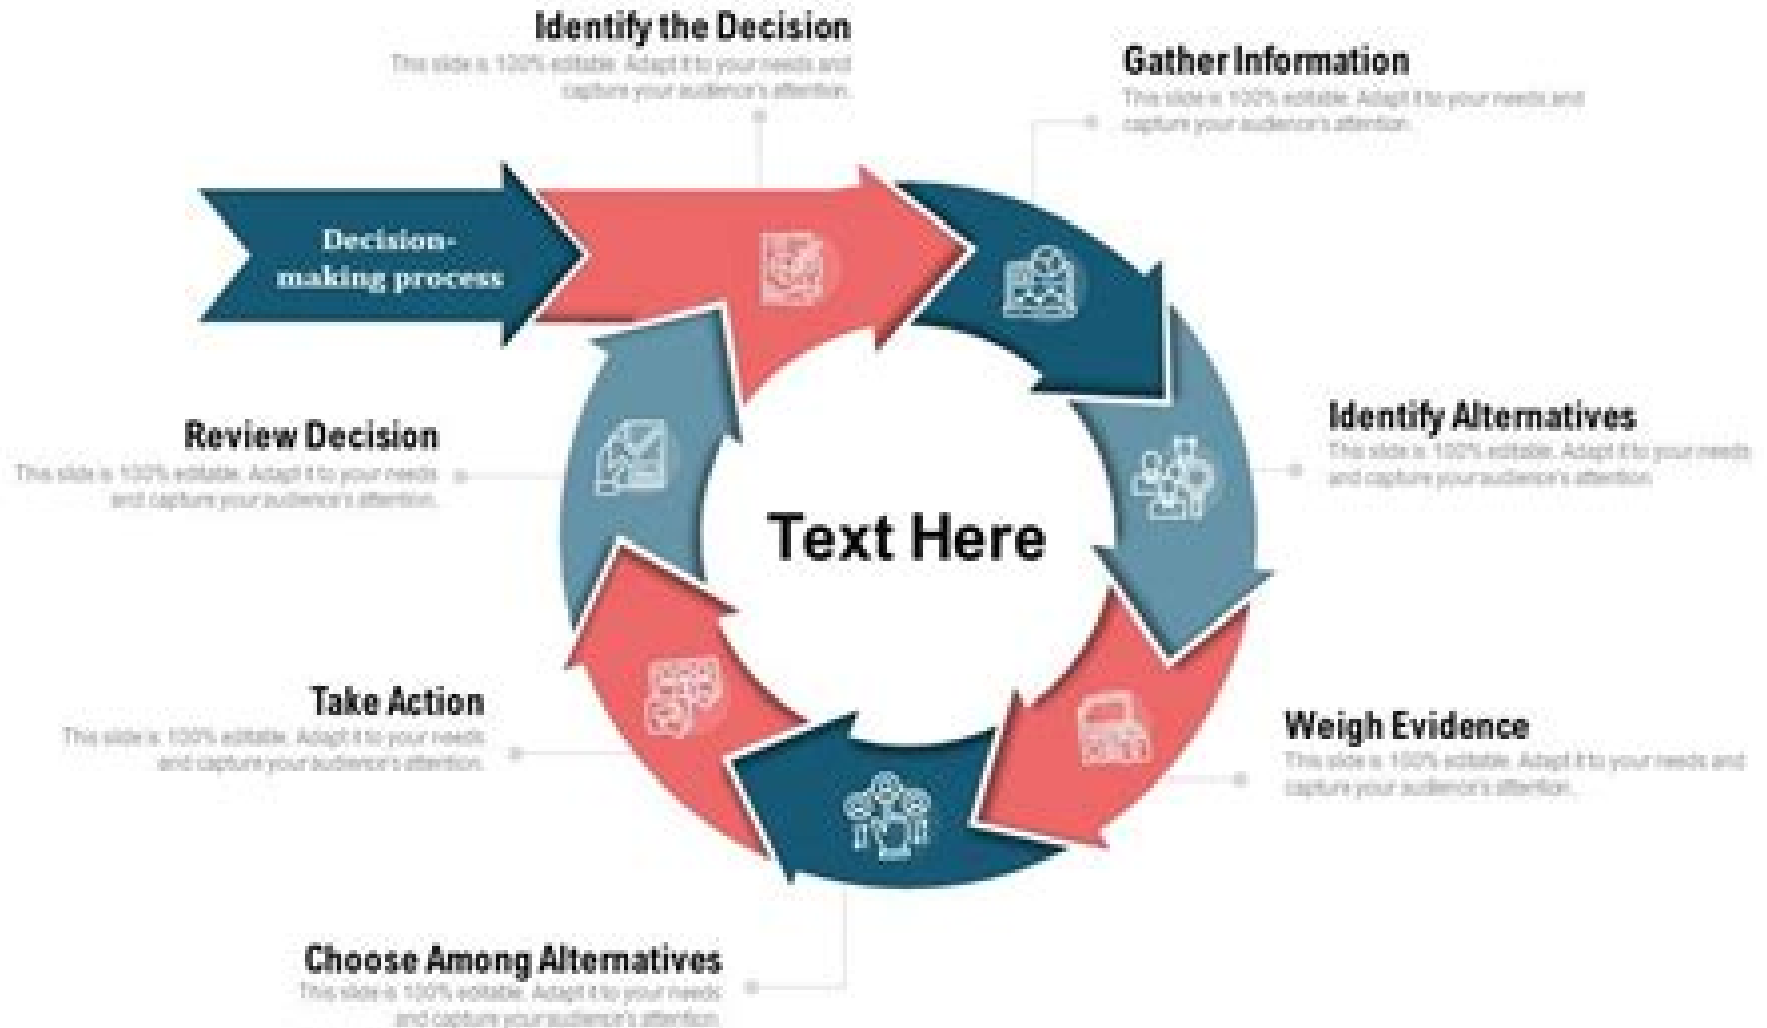 Identify the Decision
This slide is 100% editable. Adapt it to your needs and
capture your audience's attention.
Gather Information
This slide is 100% editable. Adapt it to your needs and
capture your audience's attention.
Decision-
making process
Identify Alternatives
This slide is 100% editable. Adapt it to your needs
and capture your audience's attention.
Review Decision
This slide is 100% editable. Adapt it to your needs
and capture your audience's attention.
Text Here
Take Action
This slide is 100% editable. Adapt it to your needs
and capture your audience's attention.
Weigh Evidence
This slide is 100% editable. Adapt it to your needs and
capture your audience's attention.
Choose Among Alternatives
This slide is 100% editable. Adapt it to your needs
and capture your audience's attention.